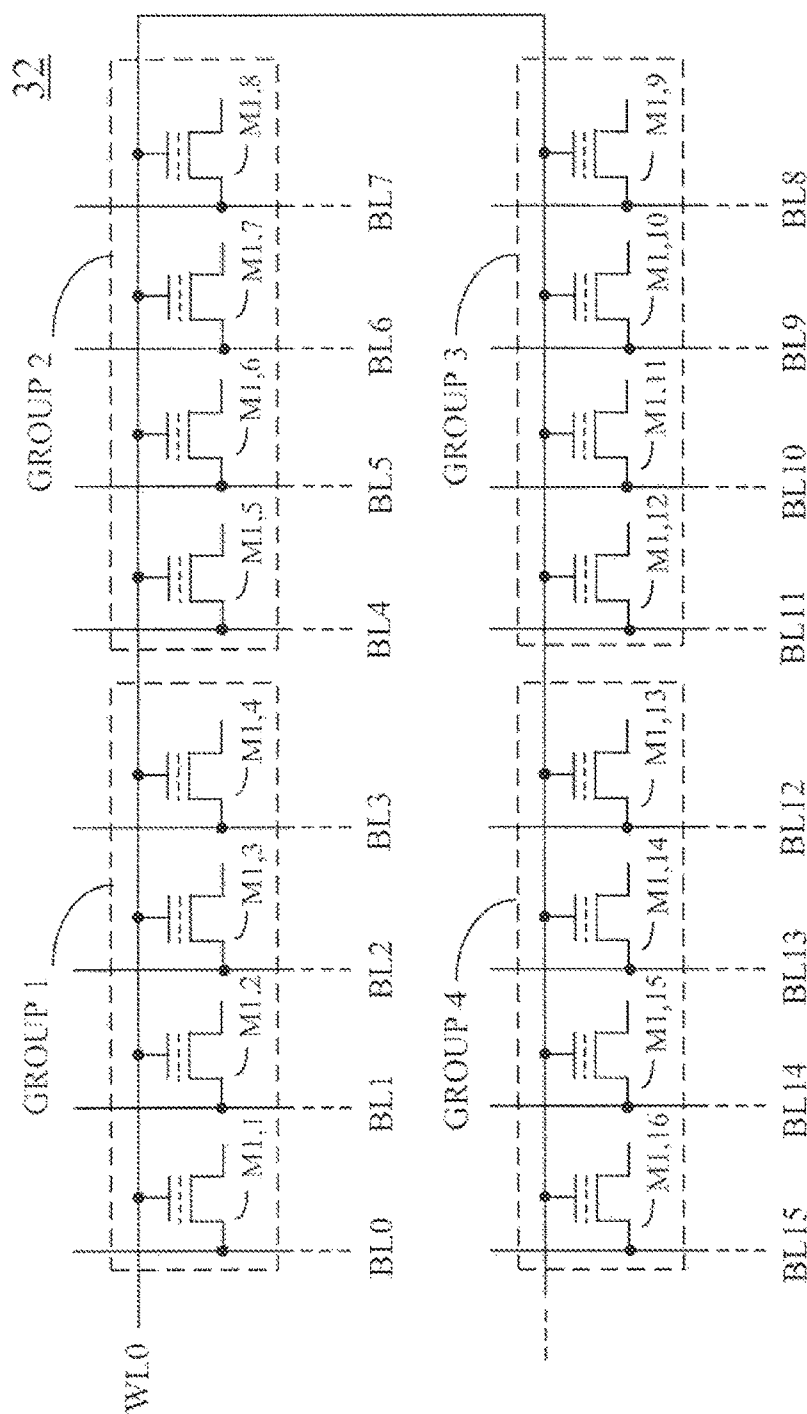 32
GROUP 1
GROUP 2
WL0
M1,1 M1,2 M1,3 M1,4 M1,5 M1,6 M1,7 M1,8
BL0 BL1 BL2 BL3 BL4 BL5 BL6 BL7
GROUP 4
GROUP 3
M1,16 M1,15 M1,14 M1,13 M1,12 M1,11 M1,10 M1,9
BL15 BL14 BL13 BL12 BL11 BL10 BL9 BL8